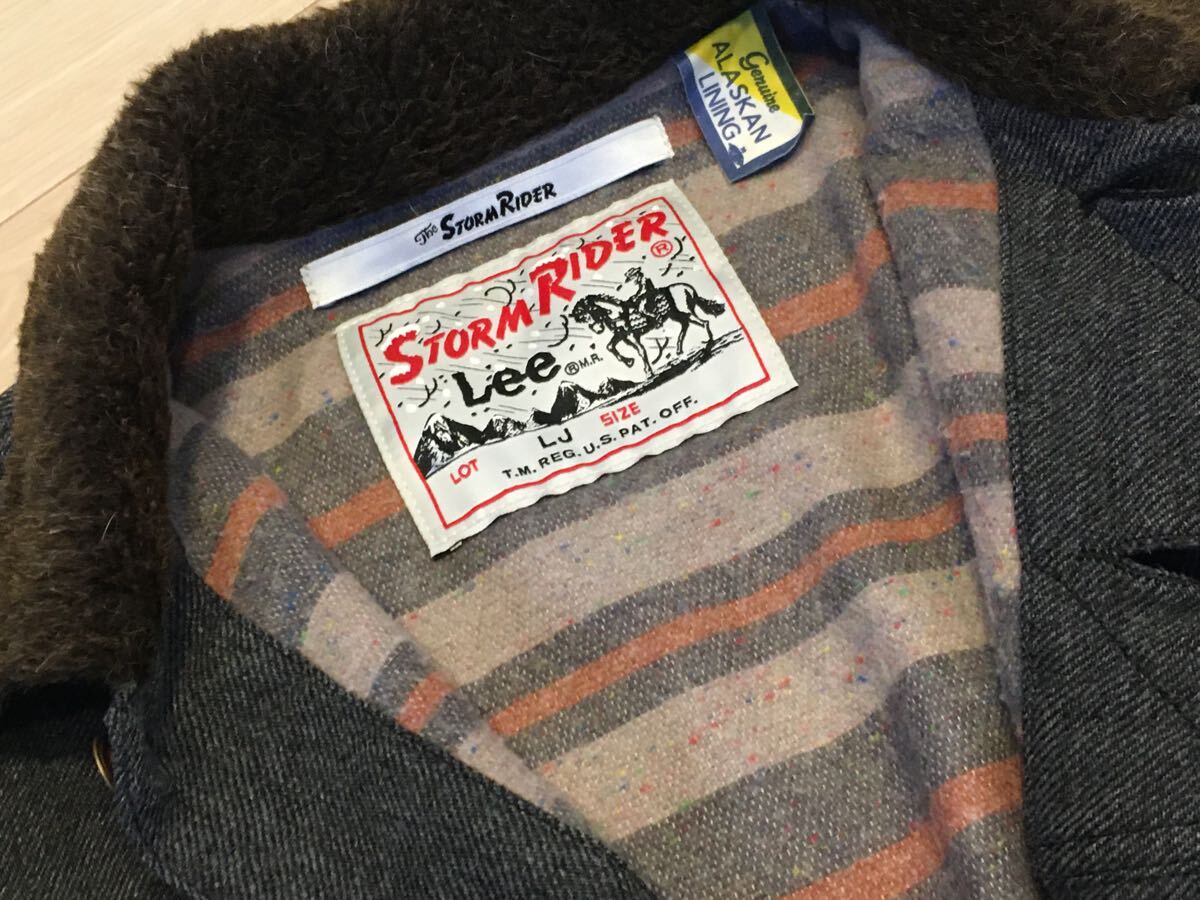 Genuine
ALASKAN
LINING
The STORM RIDER
STORM RIDER ®
Lee ® M.R.
LOT LJ SIZE
T.M. REG. U.S. PAT. OFF.